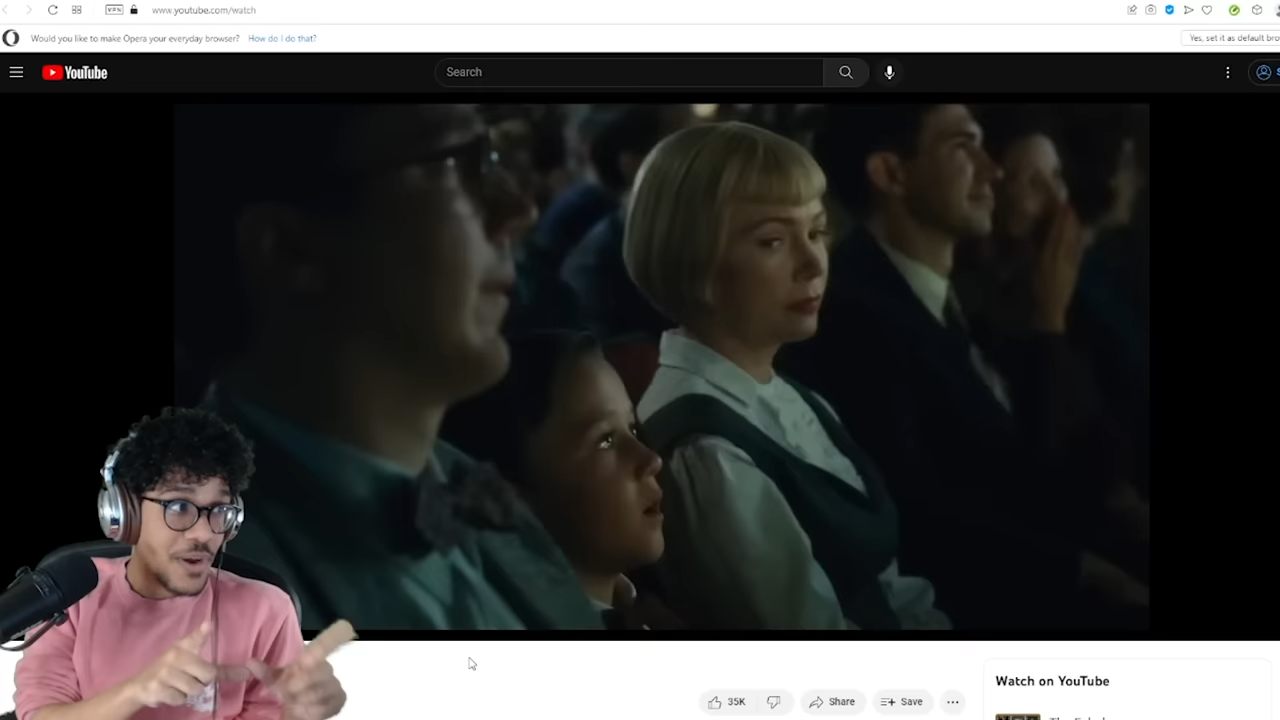 VPN
www.youtube.com/watch
Would you like to make Opera your everyday browser? How do I do that?
Yes, set it as default bro
YouTube
Search
S
35K
Share
Save
Watch on YouTube